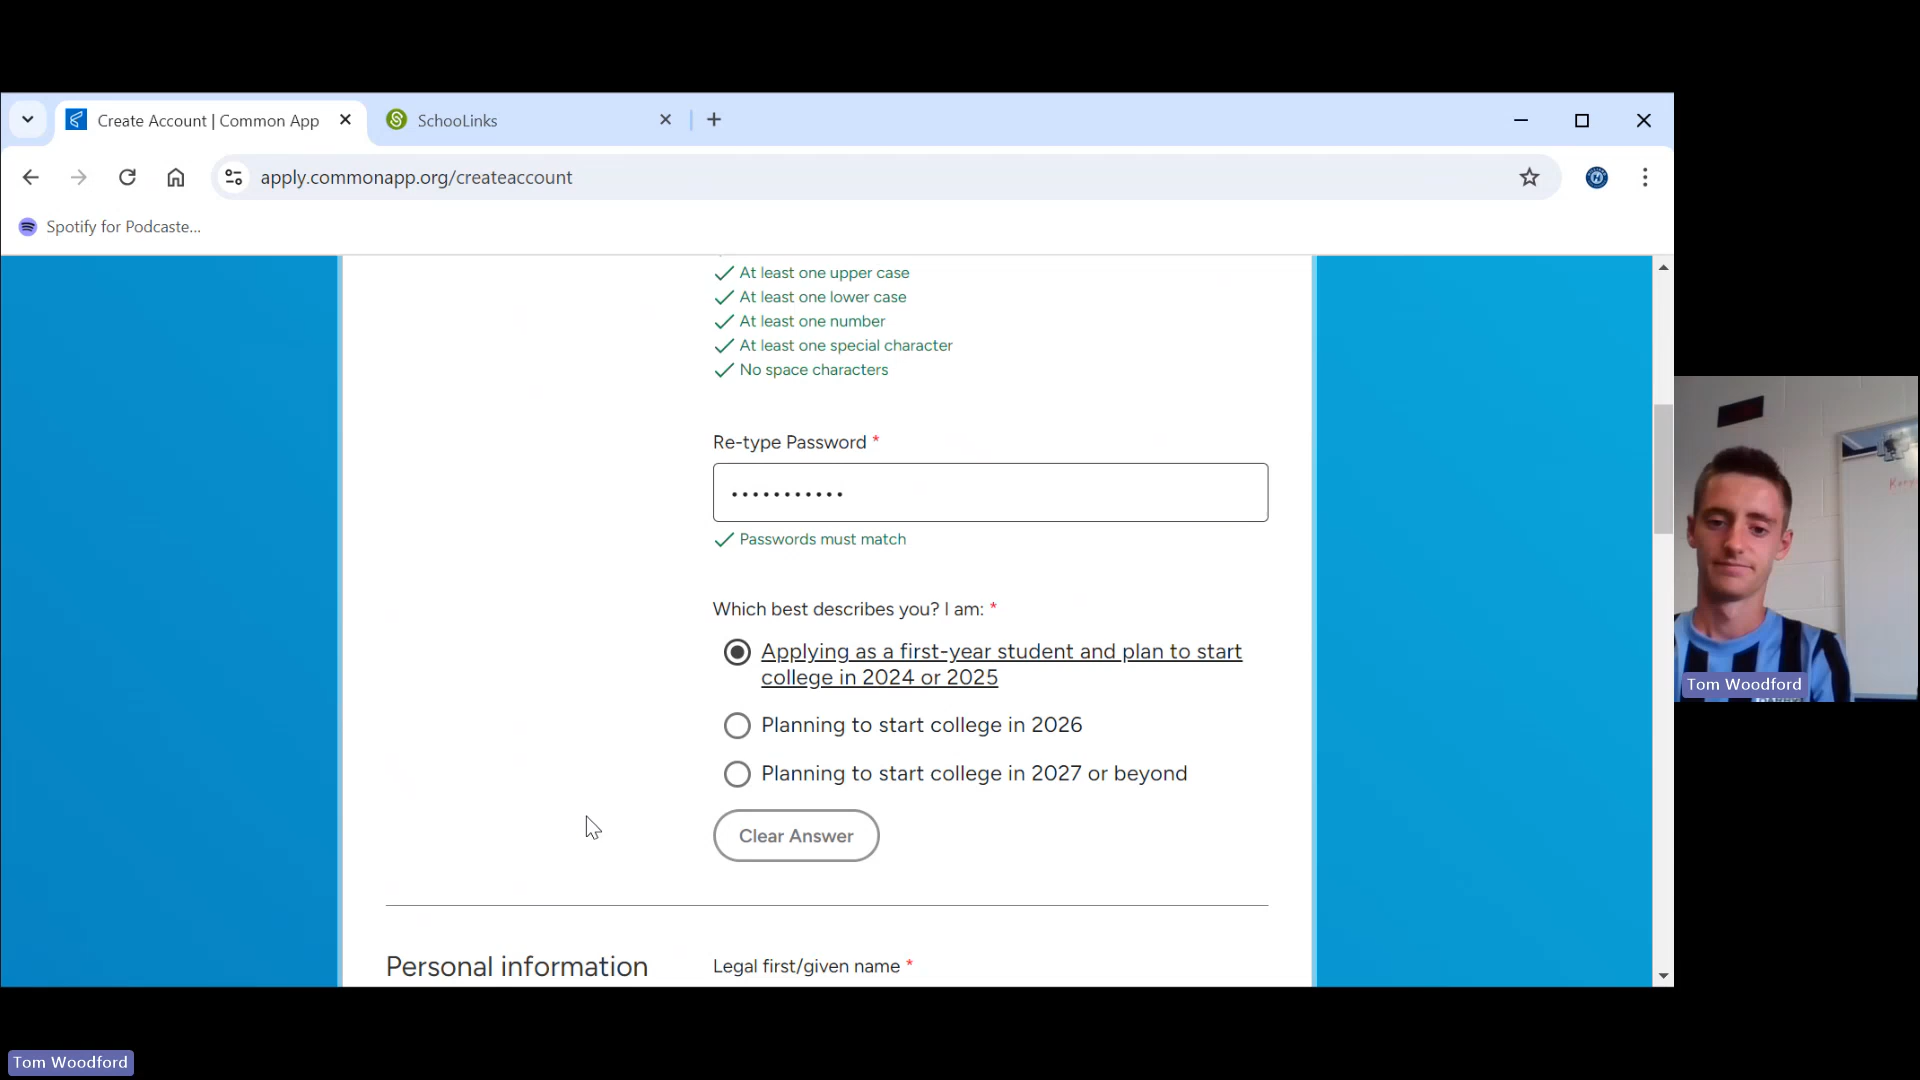 Create Account | Common App
SchooLinks
apply.commonapp.org/createaccount
Spotify for Podcaste...
At least one upper case
At least one lower case
At least one number
At least one special character
No space characters
Re-type Password *
Passwords must match
Which best describes you? I am: *
Applying as a first-year student and plan to start
college in 2024 or 2025
Planning to start college in 2026
Planning to start college in 2027 or beyond
Clear Answer
Personal information
Legal first/given name *
Tom Woodford
Tom Woodford